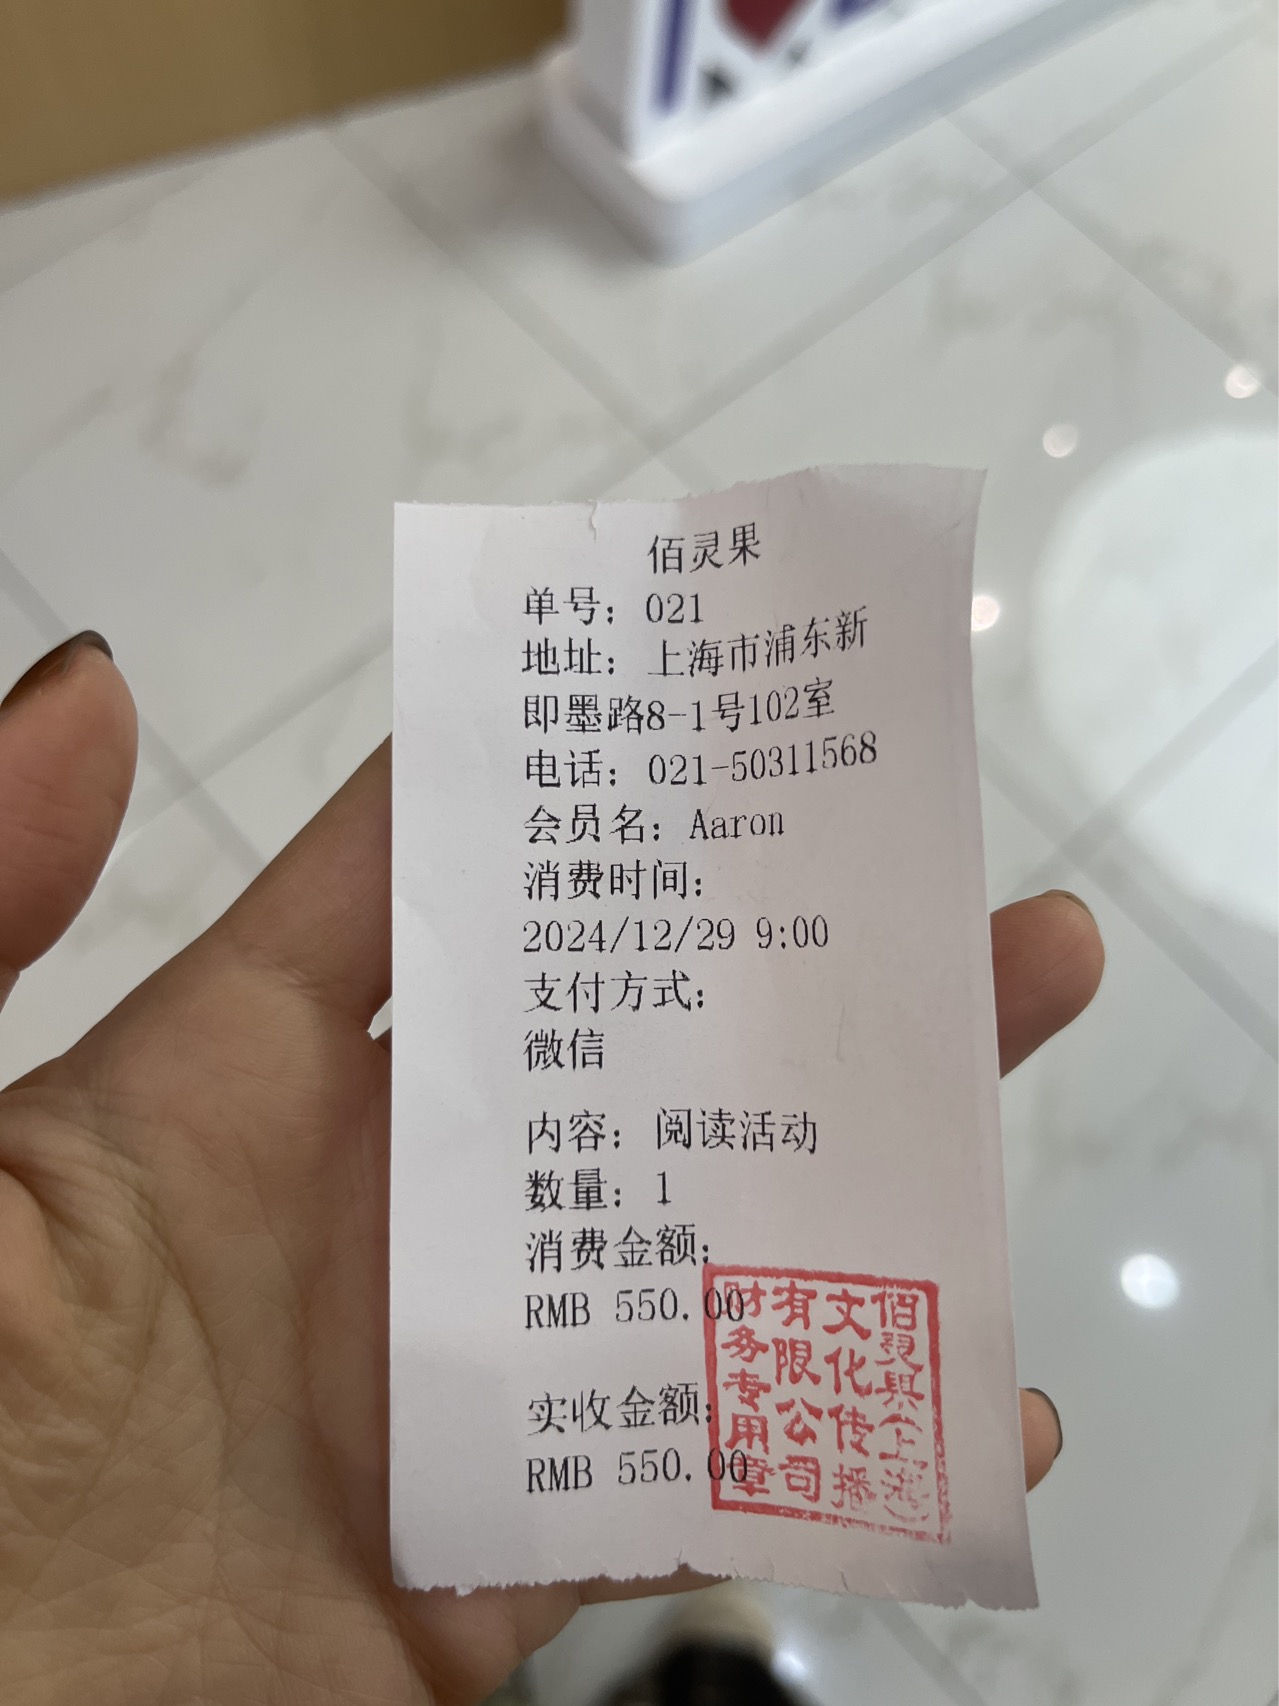 佰灵果
单号：021
地址：上海市浦东新
即墨路8-1号102室
电话：021-50311568
会员名：Aaron
消费时间：
2024/12/29 9:00
支付方式：
微信
内容：阅读活动
数量：1
消费金额：
RMB 550.00
实收金额：
RMB 550.00
佰灵果(上海)
文化传播
有限公司
财务专用章